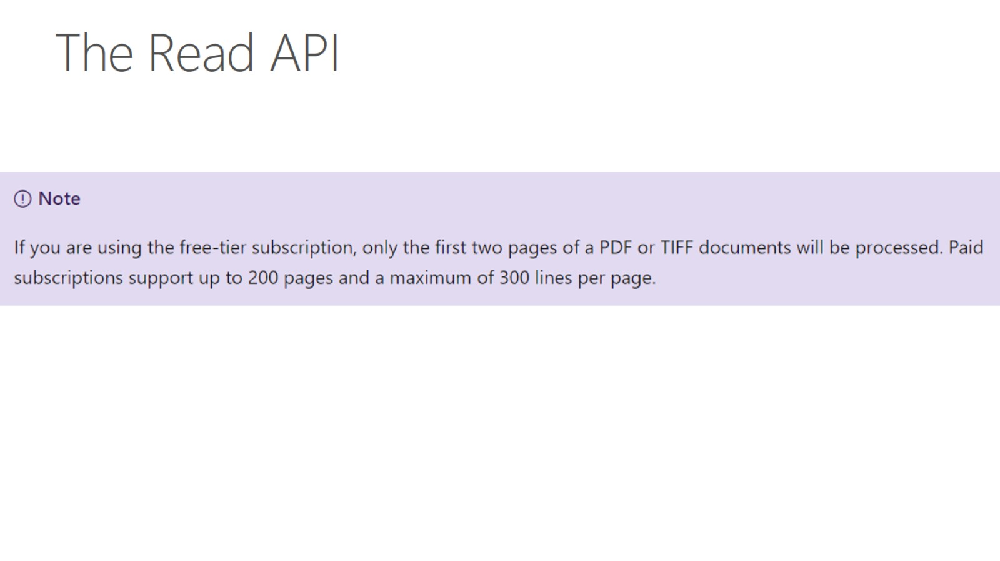 The Read API
Note
If you are using the free-tier subscription, only the first two pages of a PDF or TIFF documents will be processed. Paid
subscriptions support up to 200 pages and a maximum of 300 lines per page.